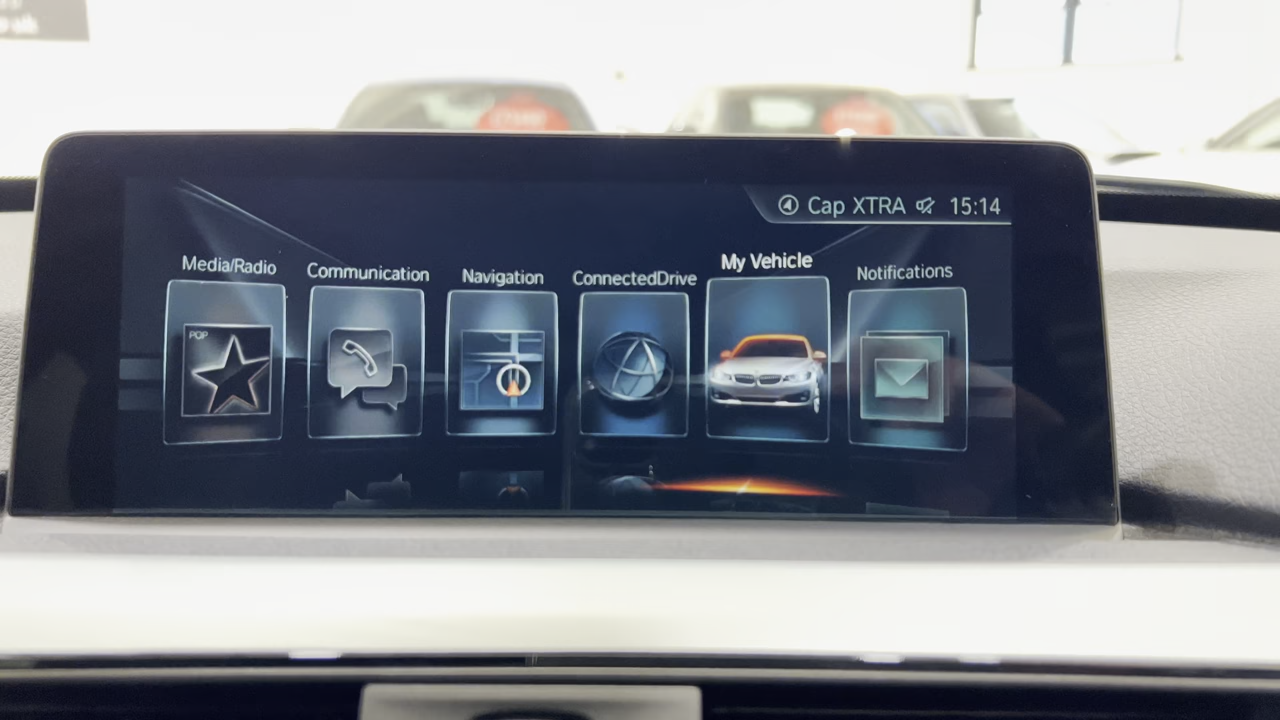 Cap XTRA 15:14
Media/Radio
Communication
Navigation
ConnectedDrive
My Vehicle
Notifications
POP